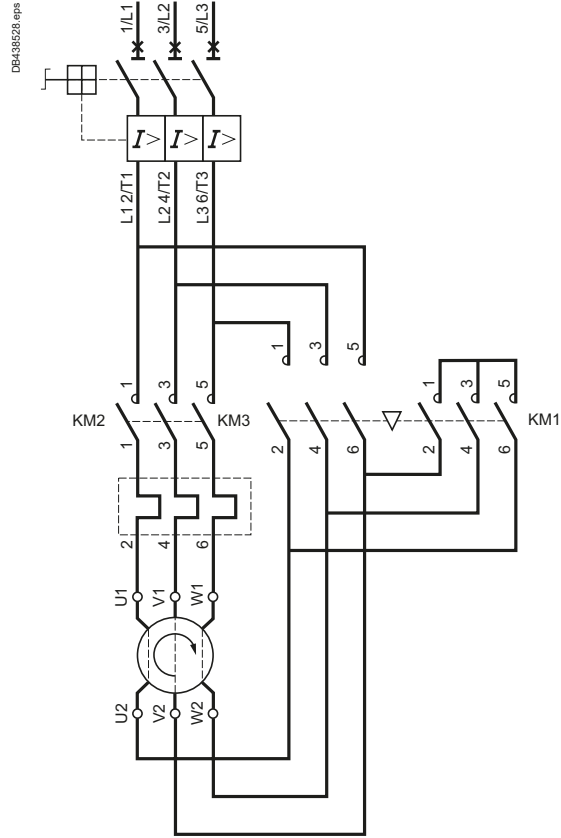 DB438528.eps
1/L1 3/L2 5/L3
I> I> I>
L1 2/T1 L2 4/T2 L3 6/T3
1 3 5
1 3 5
1 3 5
KM2 KM3 KM1
1 3 5
2 4 6
2 4 6
2 4 6
U1 V1 W1
U2 V2 W2